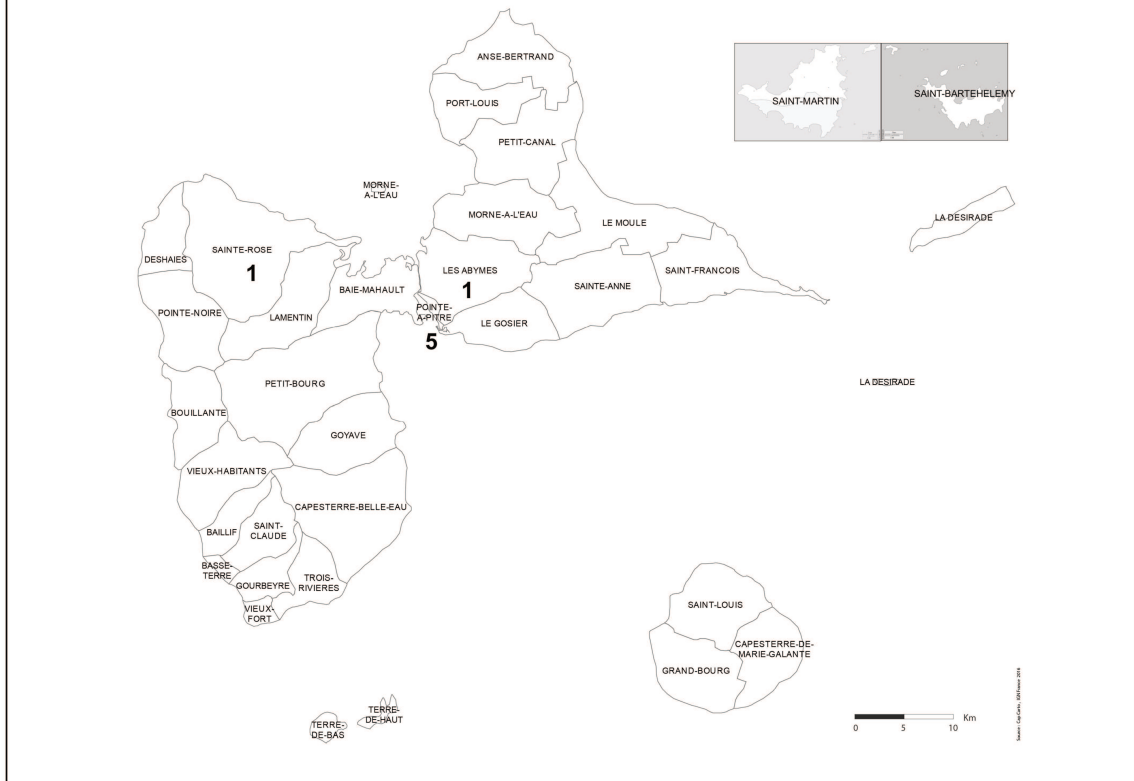 ANSE-BERTRAND
PORT-LOUIS
PETIT-CANAL
SAINT-MARTIN
SAINT-BARTEHELEMY
MORNE-
A-L'EAU
MORNE-A-L'EAU
LE MOULE
LA DESIRADE
SAINTE-ROSE
1
DESHAIES
LES ABYMES
1
SAINT-FRANCOIS
BAIE-MAHAULT
SAINTE-ANNE
POINTE-NOIRE
LAMENTIN
POINTE-
A-PITRE
5
LE GOSIER
PETIT-BOURG
LA DESIRADE
BOUILLANTE
GOYAVE
VIEUX-HABITANTS
CAPESTERRE-BELLE-EAU
BAILLIF
SAINT-
CLAUDE
BASSE-
TERRE
GOURBEYRE
TROIS-
RIVIERES
VIEUX-
FORT
SAINT-LOUIS
CAPESTERRE-DE-
MARIE-GALANTE
GRAND-BOURG
TERRE-
DE-HAUT
TERRE-
DE-BAS
Km
0 5 10